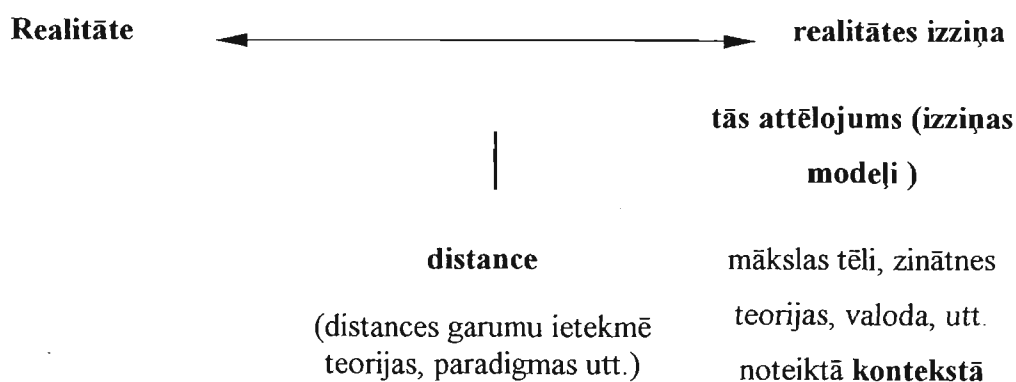 Realitāte
realitātes izziņa
tās attēlojums (izziņas
modeļi )
distance
(distances garumu ietekmē
teorijas, paradigmas utt.)
mākslas tēli, zinātnes
teorijas, valoda, utt.
noteiktā kontekstā